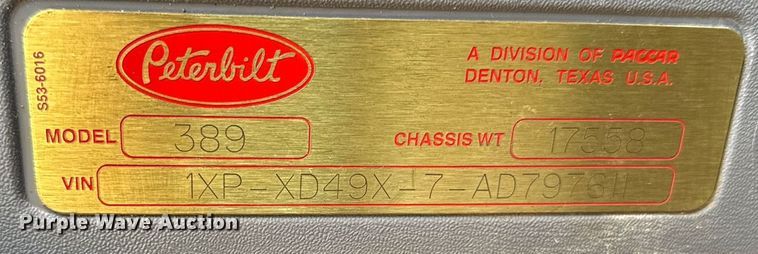 S53-6016
Peterbilt
A DIVISION OF PACCAR
DENTON, TEXAS U.S.A.
MODEL 389 CHASSIS WT 17558
VIN 1XP-XD49X-7-AD797611
Purple Wave Auction